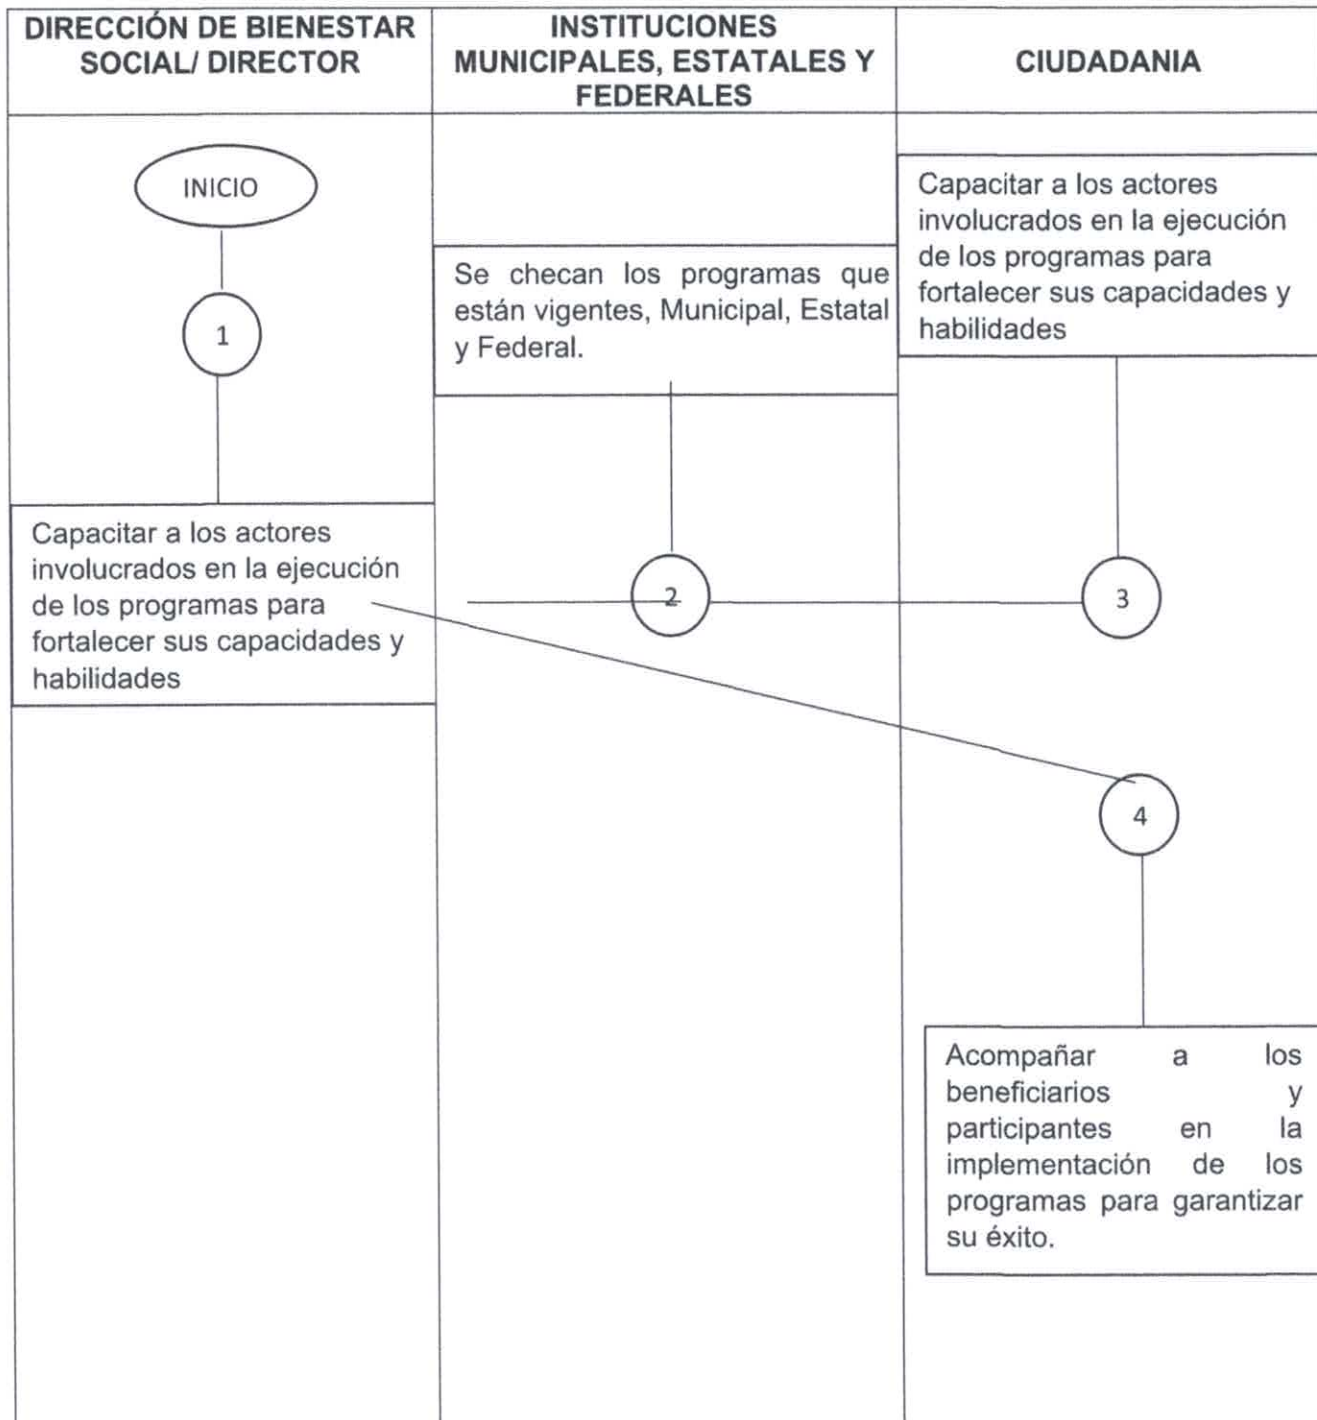 DIRECCIÓN DE BIENESTAR
SOCIAL/ DIRECTOR
INSTITUCIONES
MUNICIPALES, ESTATALES Y
FEDERALES
CIUDADANIA
INICIO
1
Capacitar a los actores
involucrados en la ejecución
de los programas para
fortalecer sus capacidades y
habilidades
Se checan los programas que
están vigentes, Municipal, Estatal
y Federal.
2
Capacitar a los actores
involucrados en la ejecución
de los programas para
fortalecer sus capacidades y
habilidades
3
4
Acompañar a los
beneficiarios y
participantes en la
implementación de los
programas para garantizar
su éxito.